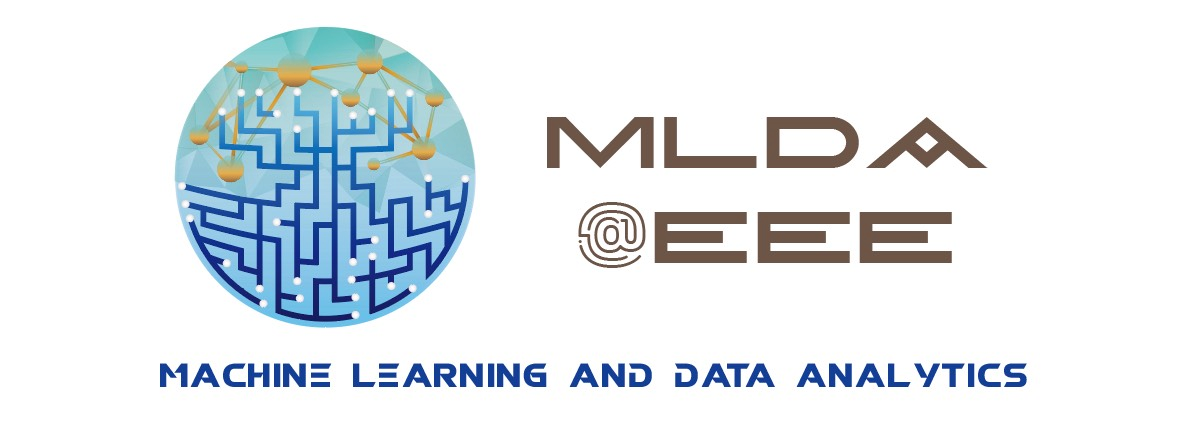 MLDA
@EEE
MACHINE LEARNING AND DATA ANALYTICS